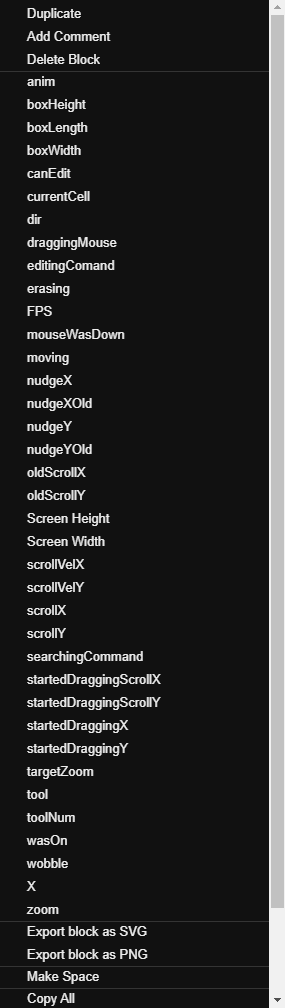 Duplicate
Add Comment
Delete Block
anim
boxHeight
boxLength
boxWidth
canEdit
currentCell
dir
draggingMouse
editingComand
erasing
FPS
mouseWasDown
moving
nudgeX
nudgeXOld
nudgeY
nudgeYOld
oldScrollX
oldScrollY
Screen Height
Screen Width
scrollVelX
scrollVelY
scrollX
scrollY
searchingCommand
startedDraggingScrollX
startedDraggingScrollY
startedDraggingX
startedDraggingY
targetZoom
tool
toolNum
wasOn
wobble
X
zoom
Export block as SVG
Export block as PNG
Make Space
Copy All